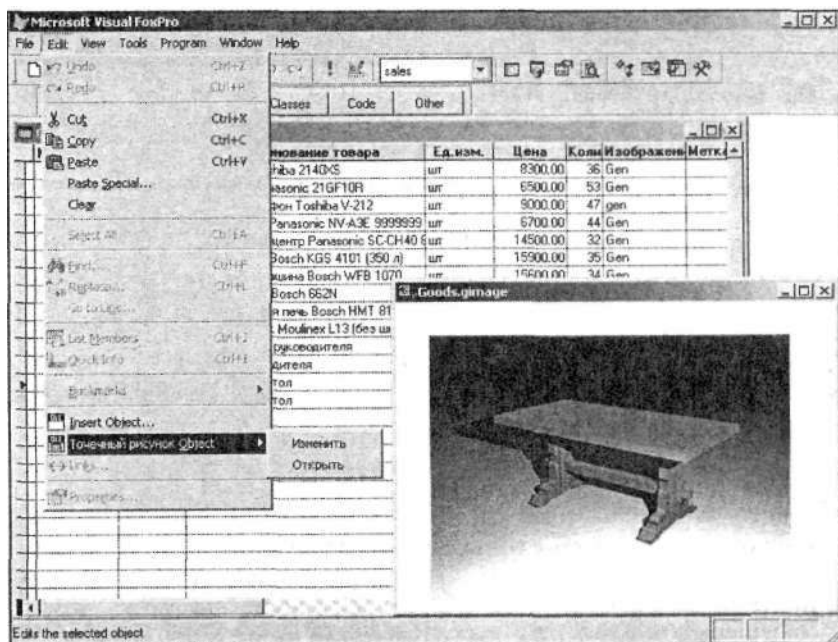 Microsoft Visual FoxPro
File Edit View Tools Program Window Help
Undo Ctrl+Z
Redo Ctrl+R
sales
Cut Ctrl+X
Classes Code Other
Copy Ctrl+C
Paste Ctrl+V
Paste Special...
Clear
Select All Ctrl+A
Find... Ctrl+F
Replace... Ctrl+L
Go to Line...
List Members Ctrl+J
Quick Info Ctrl+I
Bookmarks
Insert Object...
Точечный рисунок Object
Изменить
Открыть
Links...
Properties...
нование товара Ед.изм. Цена Коли Изображени Метка
hiba 2140XS шт 8300.00 36 Gen
asonic 21GF10R шт 6500.00 53 Gen
фон Toshiba V-212 шт 9000.00 47 gen
Panasonic NV-A3E 9999999 шт 6700.00 44 Gen
центр Panasonic SC-CH40 6 шт 14500.00 32 Gen
Bosch KGS 4101 (350 л) шт 15900.00 35 Gen
ашина Bosch WFB 1070 шт 15600.00 34 Gen
Bosch 662N
я печь Bosch HMT 81
Moulinex L13 (без ша
руководителя
дителя
тол
тол
Goods.gimage
Edits the selected object